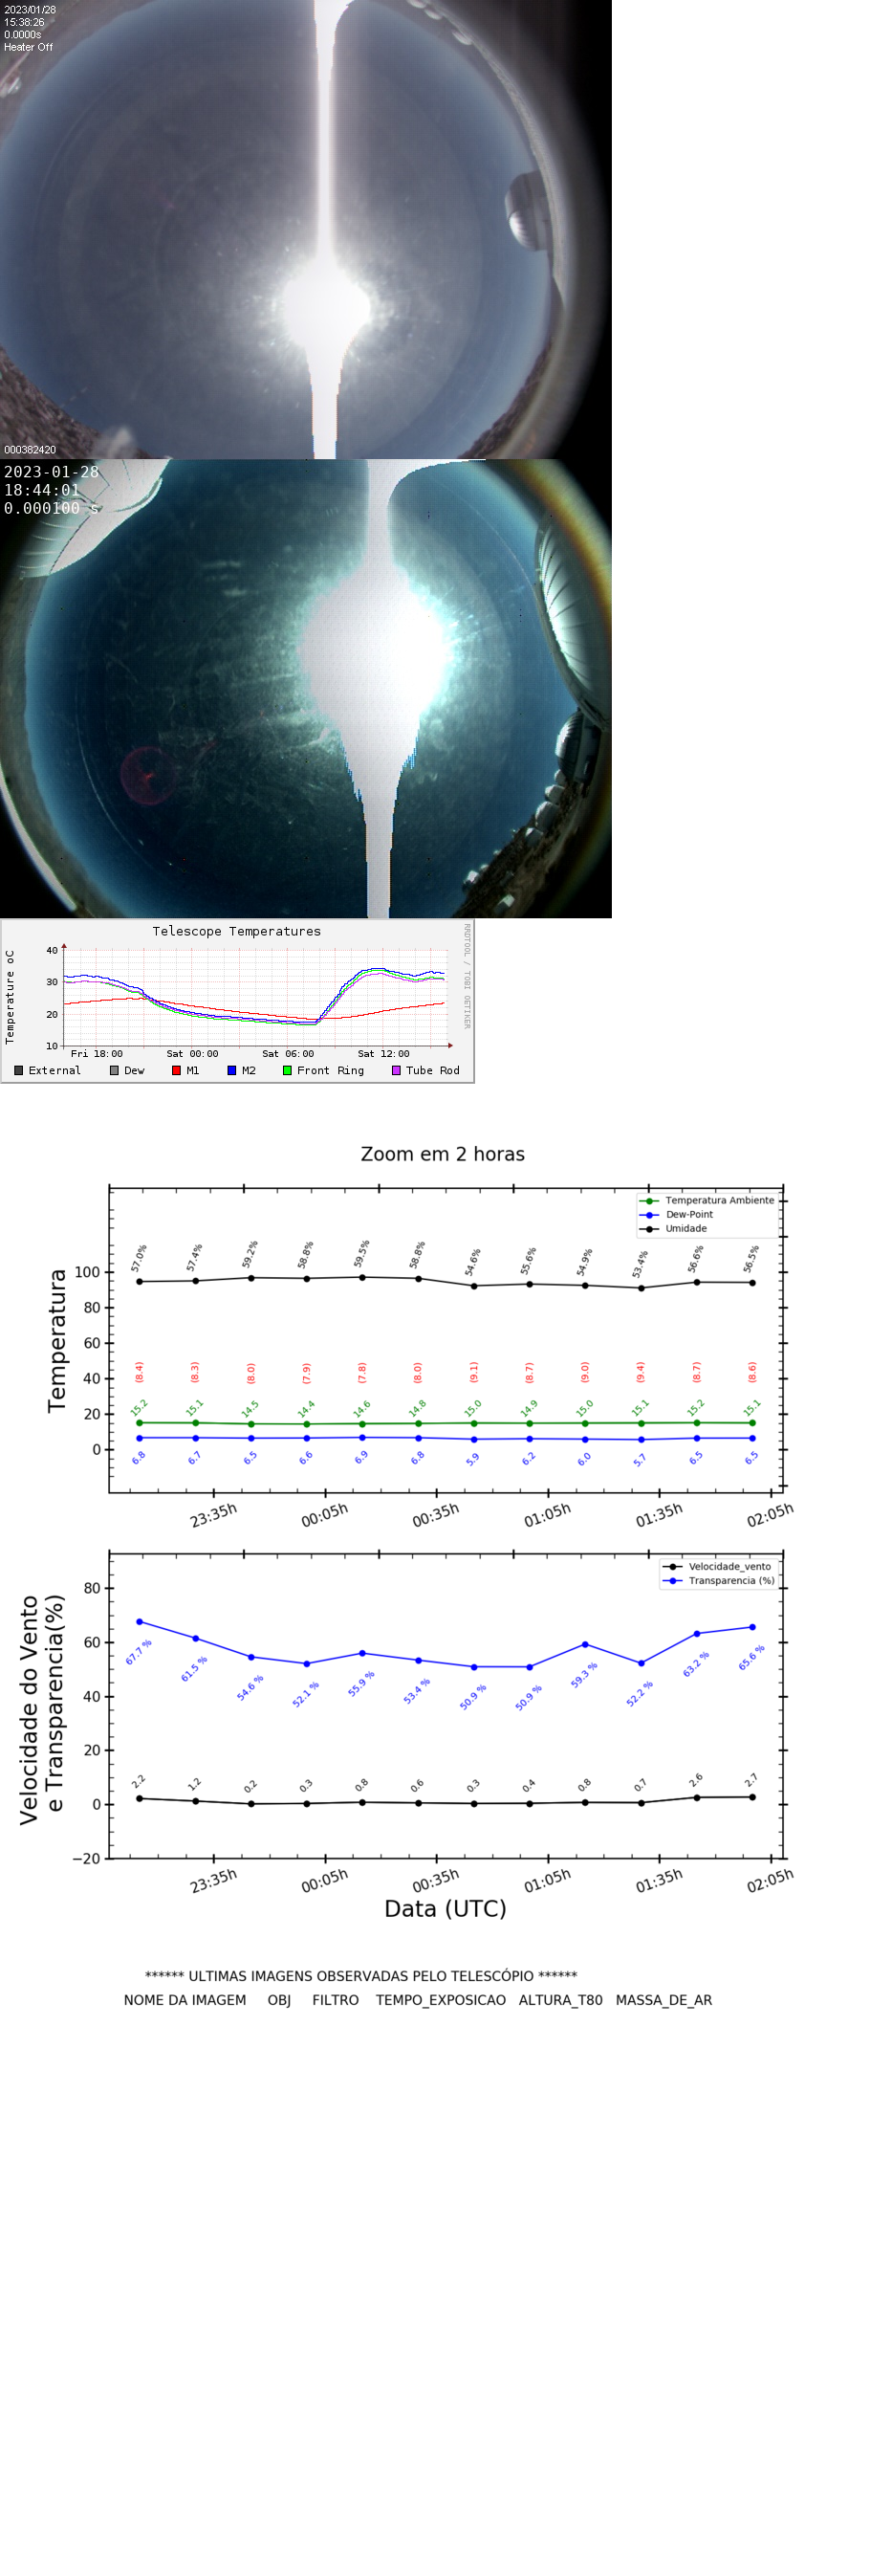 2023/01/28
15:38:26
0.0000s
Heater Off
000382420
2023-01-28
18:44:01
0.000100 s
Telescope Temperatures
RRDTOOL / TOBI OETIKER
Temperature oC
40
30
20
10
Fri 18:00 Sat 00:00 Sat 06:00 Sat 12:00
External Dew M1 M2 Front Ring Tube Rod
Zoom em 2 horas
Temperatura Ambiente
Dew-Point
Umidade
Temperatura
100
80
60
40
20
0
57.0% 57.4% 59.2% 58.8% 59.5% 58.8% 54.6% 55.6% 54.9% 53.4% 56.6% 56.5%
(8.4) (8.3) (8.0) (7.9) (7.8) (8.0) (9.1) (8.7) (9.0) (9.4) (8.7) (8.6)
15.2 15.1 14.5 14.4 14.6 14.8 15.0 14.9 15.0 15.1 15.2 15.1
6.8 6.7 6.5 6.6 6.9 6.8 5.9 6.2 6.0 5.7 6.5 6.5
23:35h 00:05h 00:35h 01:05h 01:35h 02:05h
Velocidade_vento
Transparencia (%)
Velocidade do Vento
e Transparencia(%)
80
60
40
20
0
−20
67.7 % 61.5 % 54.6 % 52.1 % 55.9 % 53.4 % 50.9 % 50.9 % 59.3 % 52.2 % 63.2 % 65.6 %
2.2 1.2 0.2 0.3 0.8 0.6 0.3 0.4 0.8 0.7 2.6 2.7
23:35h 00:05h 00:35h 01:05h 01:35h 02:05h
Data (UTC)
****** ULTIMAS IMAGENS OBSERVADAS PELO TELESCÓPIO ******
NOME DA IMAGEM OBJ FILTRO TEMPO_EXPOSICAO ALTURA_T80 MASSA_DE_AR